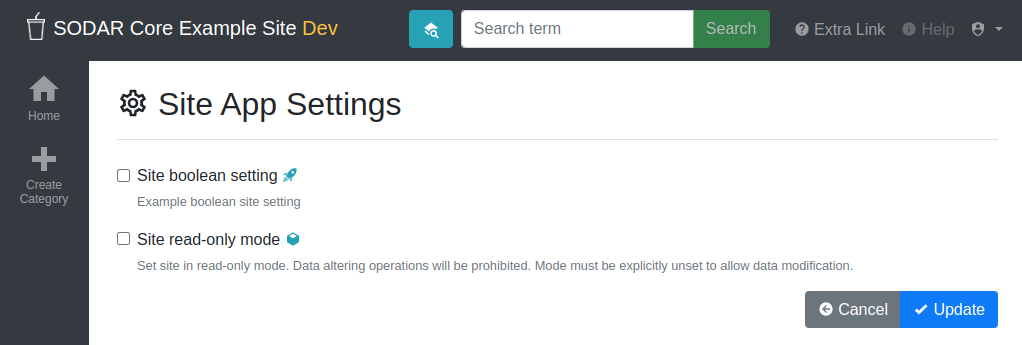 SODAR Core Example Site Dev
Search term
Search
Extra Link
Help
Home
Create
Category
Site App Settings
Site boolean setting
Example boolean site setting
Site read-only mode
Set site in read-only mode. Data altering operations will be prohibited. Mode must be explicitly unset to allow data modification.
Cancel
Update